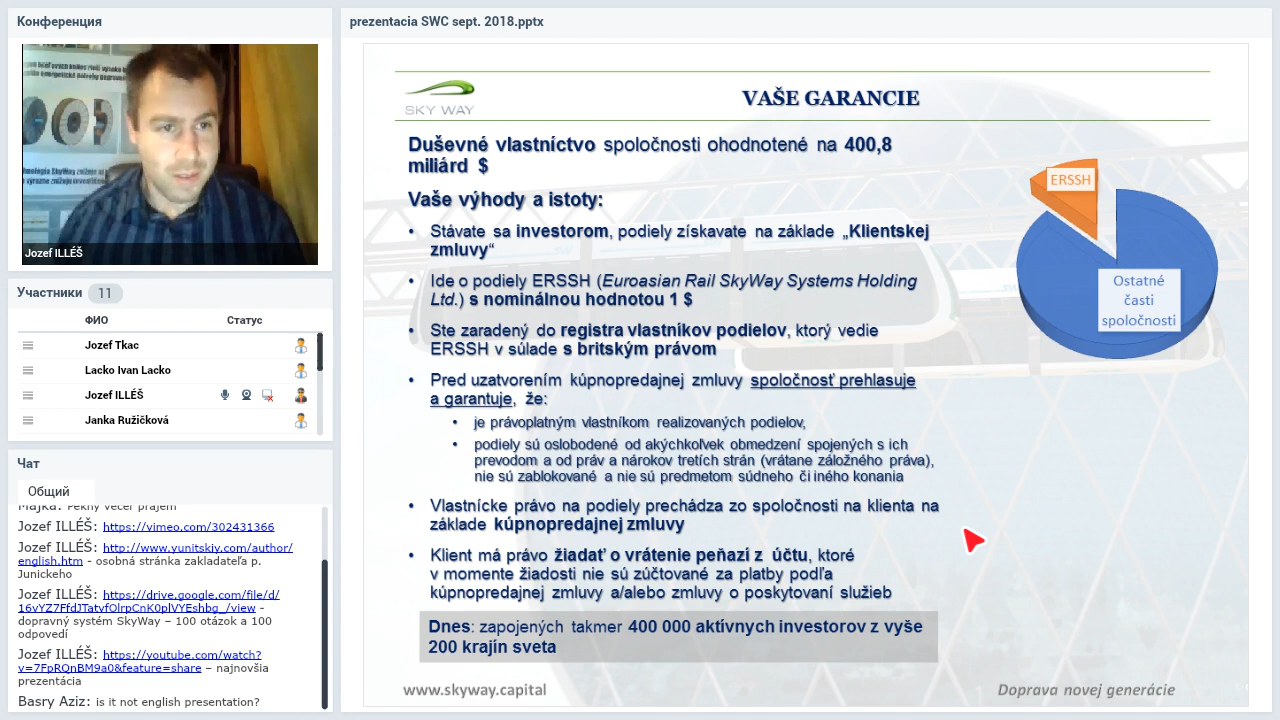 Конференция
Jozef ILLÉŠ
Участники 11
ФИО Статус
Jozef Tkac
Lacko Ivan Lacko
Jozef ILLÉŠ
Janka Ružičková
Чат
Общий
Majka: Pekny vecer prajem
Jozef ILLÉŠ: https://vimeo.com/302431366
Jozef ILLÉŠ: http://www.yunitskiy.com/author/
english.htm - osobná stránka zakladateľa p.
Junickeho
Jozef ILLÉŠ: https://drive.google.com/file/d/
16vYZ7FfdJTatvfOlrpCnK0plVYEshbg_/view -
dopravný systém SkyWay – 100 otázok a 100
odpovedí
Jozef ILLÉŠ: https://youtube.com/watch?
v=7FpRQnBM9a0&feature=share – najnovšia
prezentácia
Basry Aziz: is it not english presentation?
prezentacia SWC sept. 2018.pptx
SKY WAY
VAŠE GARANCIE
Duševné vlastníctvo spoločnosti ohodnotené na 400,8
miliárd $
Vaše výhody a istoty:
• Stávate sa investorom, podiely získavate na základe „Klientskej
zmluvy“
• Ide o podiely ERSSH (Euroasian Rail SkyWay Systems Holding
Ltd.) s nominálnou hodnotou 1 $
• Ste zaradený do registra vlastníkov podielov, ktorý vedie
ERSSH v súlade s britským právom
• Pred uzatvorením kúpnopredajnej zmluvy spoločnosť prehlasuje
a garantuje, že:
• je právoplatným vlastníkom realizovaných podielov,
• podiely sú oslobodené od akýchkoľvek obmedzení spojených s ich
prevodom a od práv a nárokov tretích strán (vrátane záložného práva),
nie sú zablokované a nie sú predmetom súdneho či iného konania
• Vlastnícke právo na podiely prechádza zo spoločnosti na klienta na
základe kúpnopredajnej zmluvy
• Klient má právo žiadať o vrátenie peňazí z účtu, ktoré
v momente žiadosti nie sú zúčtované za platby podľa
kúpnopredajnej zmluvy a/alebo zmluvy o poskytovaní služieb
Dnes: zapojených takmer 400 000 aktívnych investorov z vyše
200 krajín sveta
ERSSH
Ostatné
časti
spoločnosti
www.skyway.capital
Doprava novej generácie